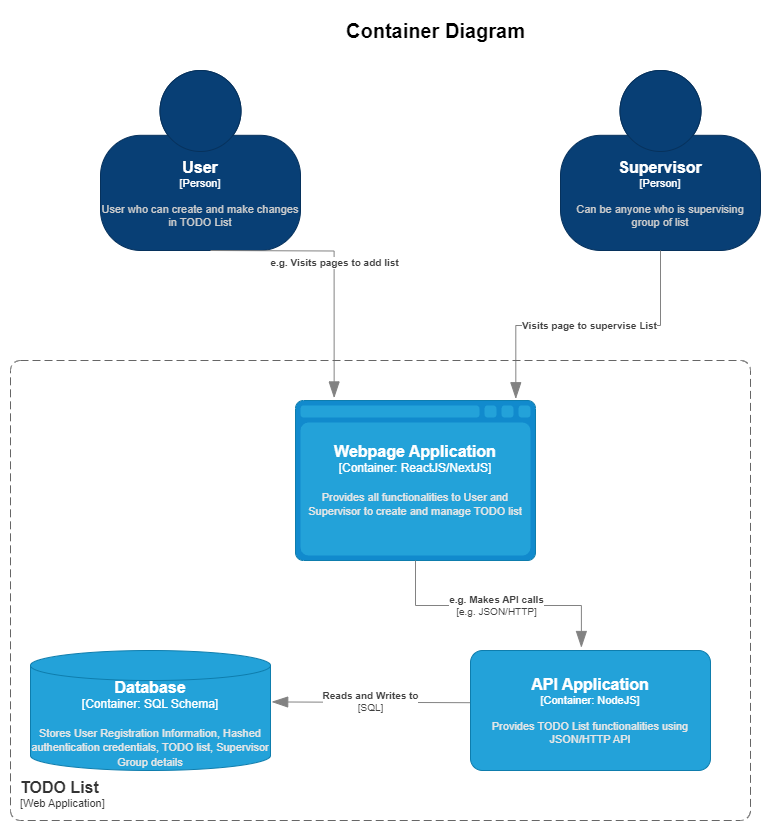 Container Diagram
User
[Person]
User who can create and make changes
in TODO List
Supervisor
[Person]
Can be anyone who is supervising
group of list
e.g. Visits pages to add list
Visits page to supervise List
Webpage Application
[Container: ReactJS/NextJS]
Provides all functionalities to User and
Supervisor to create and manage TODO list
e.g. Makes API calls
[e.g. JSON/HTTP]
Database
[Container: SQL Schema]
Stores User Registration Information, Hashed
authentication credentials, TODO list, Supervisor
Group details
Reads and Writes to
[SQL]
API Application
[Container: NodeJS]
Provides TODO List functionalities using
JSON/HTTP API
TODO List
[Web Application]